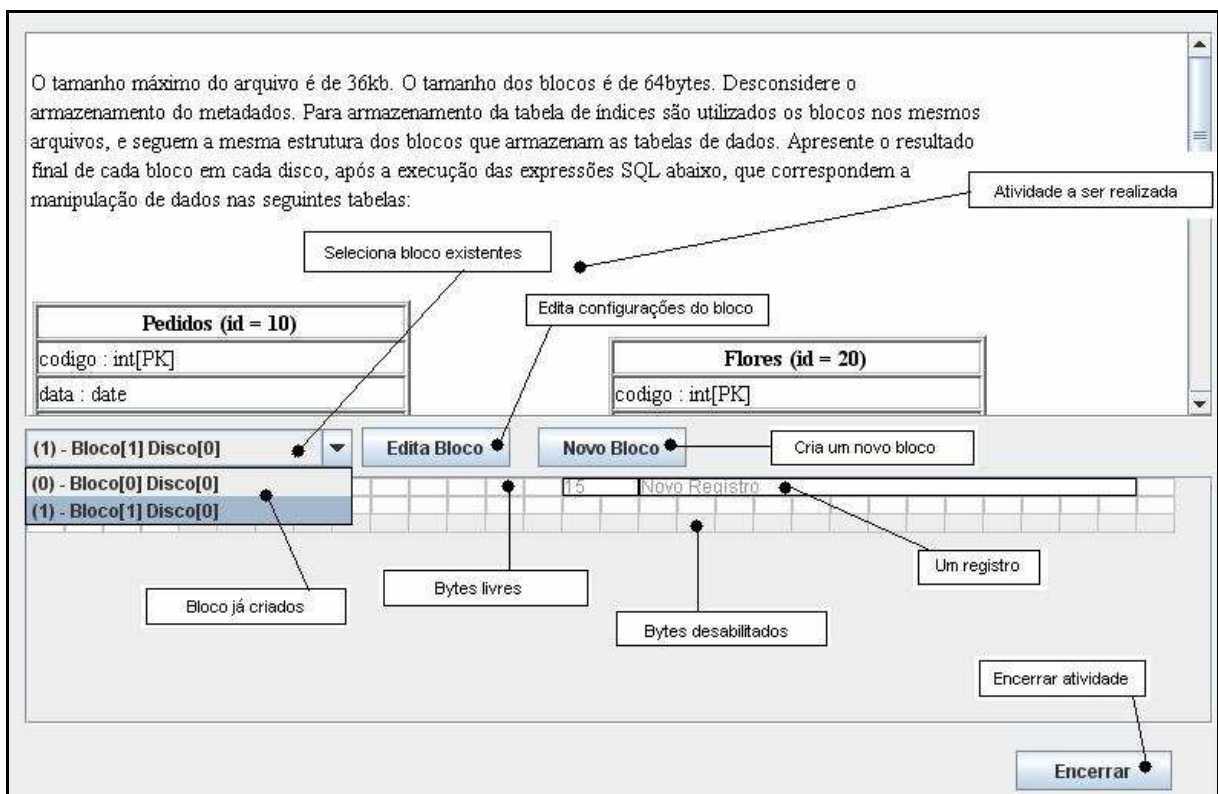 O tamanho máximo do arquivo é de 36kb. O tamanho dos blocos é de 64bytes. Desconsidere o
armazenamento do metadados. Para armazenamento da tabela de índices são utilizados os blocos nos mesmos
arquivos, e seguem a mesma estrutura dos blocos que armazenam as tabelas de dados. Apresente o resultado
final de cada bloco em cada disco, após a execução das expressões SQL abaixo, que correspondem a
manipulação de dados nas seguintes tabelas:
Atividade a ser realizada
Seleciona bloco existentes
Edita configurações do bloco
Pedidos (id = 10)
codigo : int[PK]
data : date
Flores (id = 20)
codigo : int[PK]
(1) - Bloco[1] Disco[0]
Edita Bloco
Novo Bloco
Cria um novo bloco
(0) - Bloco[0] Disco[0]
(1) - Bloco[1] Disco[0]
15 Novo Registro
Um registro
Bytes livres
Bloco já criados
Bytes desabilitados
Encerrar atividade
Encerrar